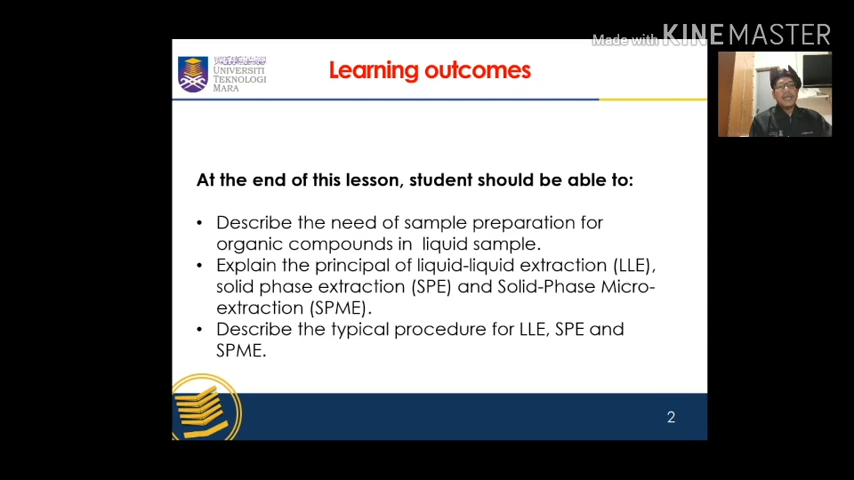 Made with KINEMASTER
UNIVERSITI
TEKNOLOGI
MARA
Learning outcomes
At the end of this lesson, student should be able to:
• Describe the need of sample preparation for
organic compounds in liquid sample.
• Explain the principal of liquid-liquid extraction (LLE),
solid phase extraction (SPE) and Solid-Phase Micro-
extraction (SPME).
• Describe the typical procedure for LLE, SPE and
SPME.
2